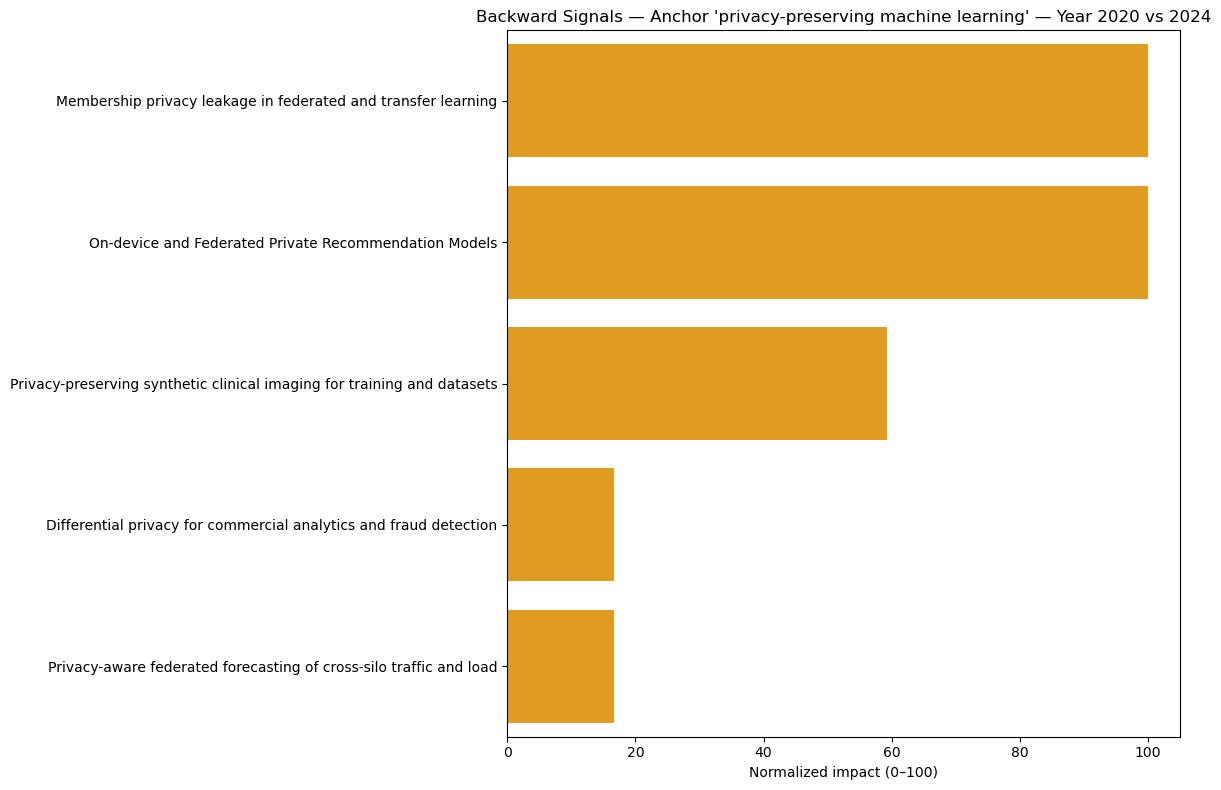 Backward Signals — Anchor 'privacy-preserving machine learning' — Year 2020 vs 2024
Membership privacy leakage in federated and transfer learning
On-device and Federated Private Recommendation Models
Privacy-preserving synthetic clinical imaging for training and datasets
Differential privacy for commercial analytics and fraud detection
Privacy-aware federated forecasting of cross-silo traffic and load
0 20 40 60 80 100
Normalized impact (0–100)